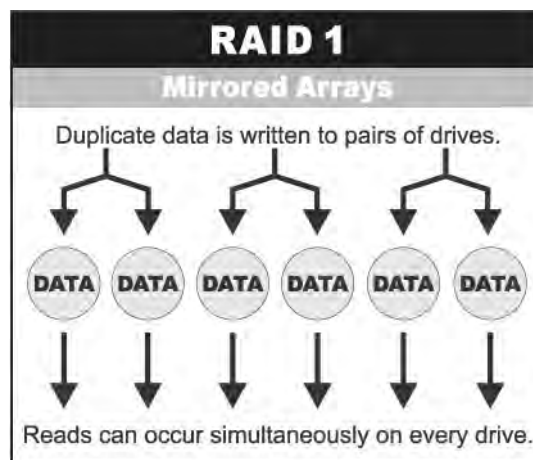 RAID 1
Mirrored Arrays
Duplicate data is written to pairs of drives.
DATA DATA DATA DATA DATA DATA
Reads can occur simultaneously on every drive.